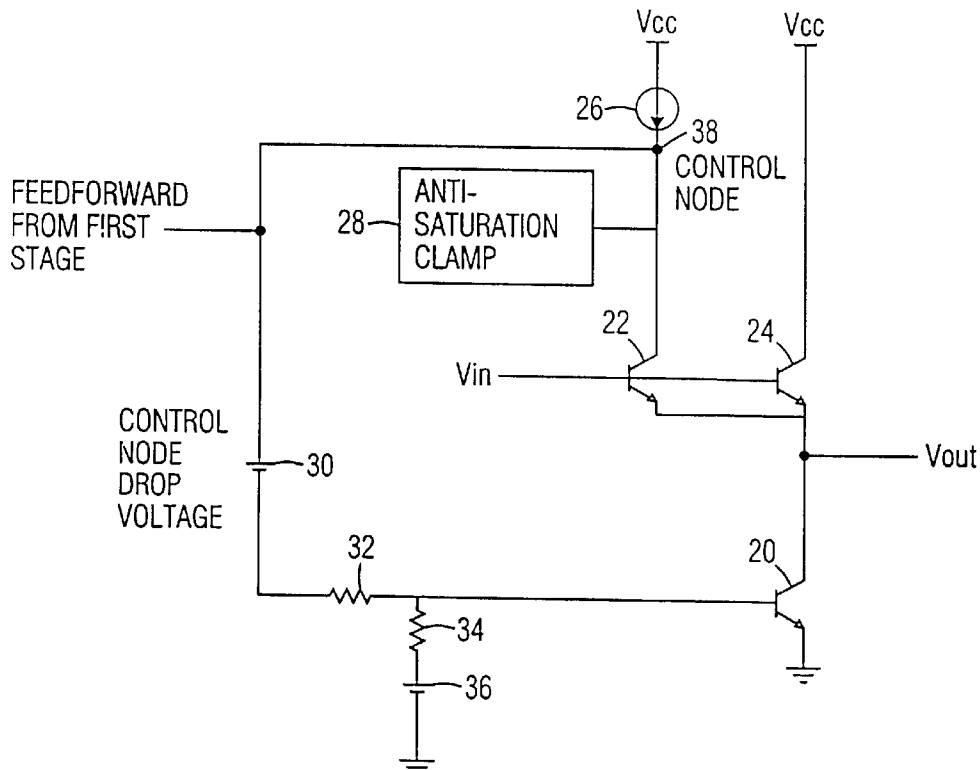 Vcc
Vcc
26
38
CONTROL
NODE
FEEDFORWARD
FROM FIRST
STAGE
28
ANTI-
SATURATION
CLAMP
22
24
Vin
CONTROL
NODE
DROP
VOLTAGE
30
Vout
32
20
34
36